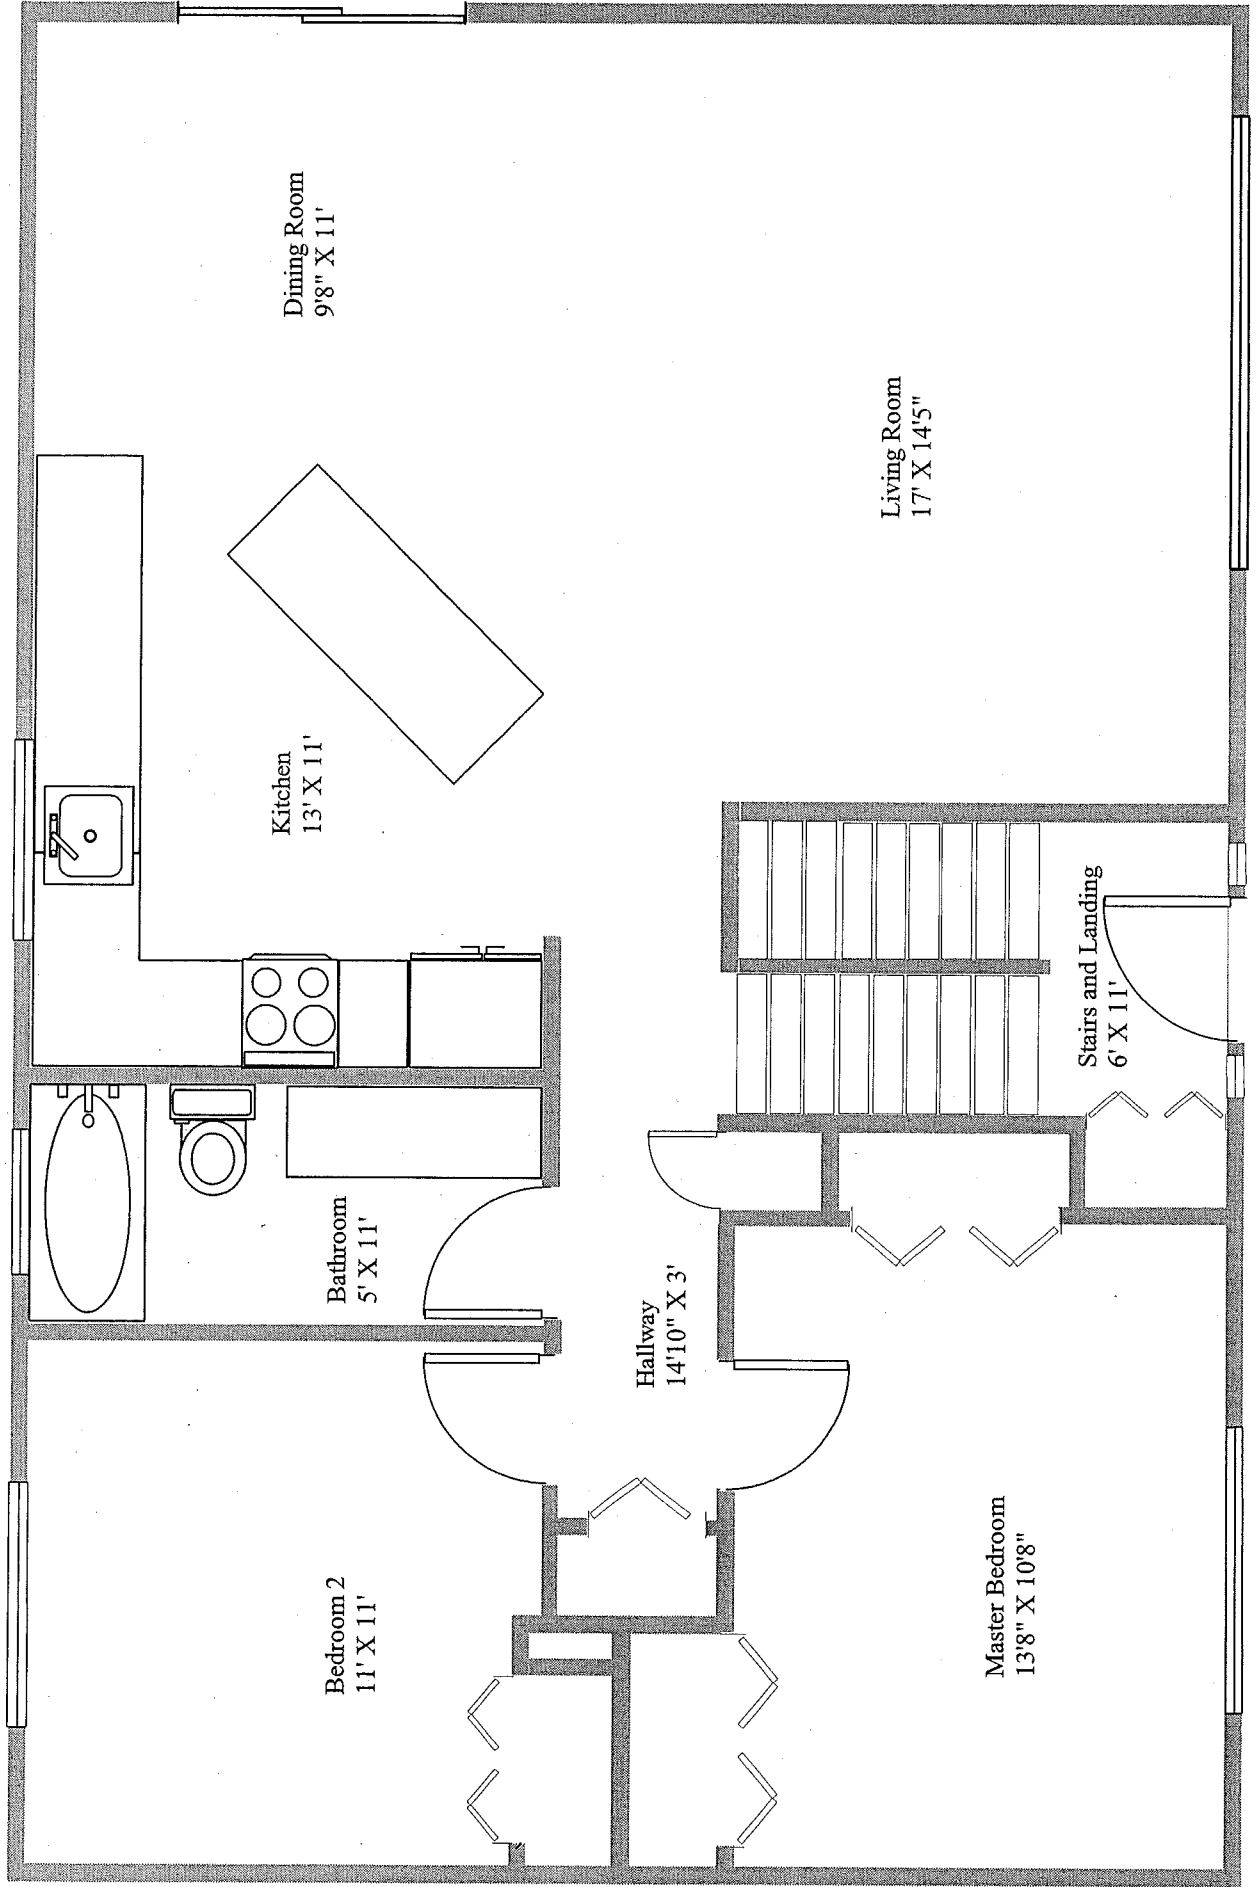 Bedroom 2
11' X 11'
Bathroom
5' X 11'
Kitchen
13' X 11'
Dining Room
9'8" X 11'
Hallway
14'10" X 3'
Living Room
17' X 14'5"
Master Bedroom
13'8" X 10'8"
Stairs and Landing
6' X 11'